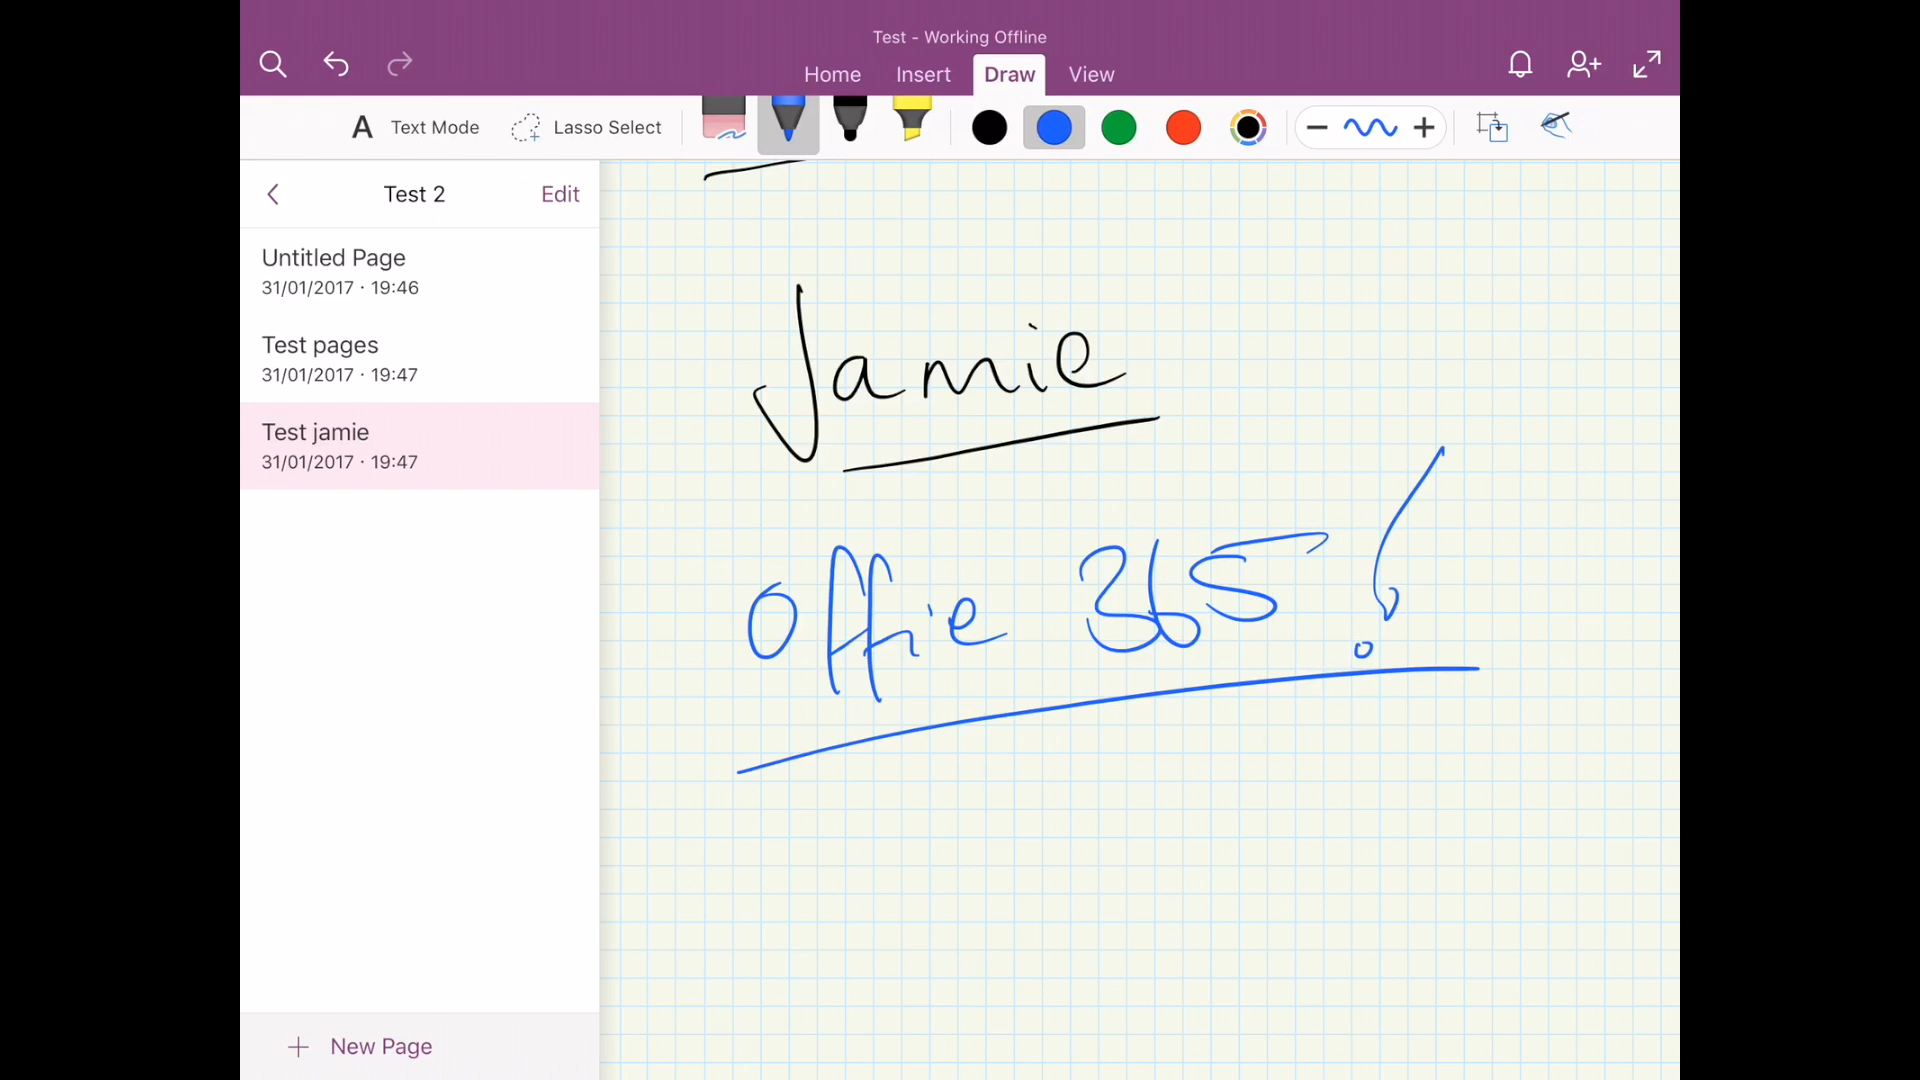 Test - Working Offline
Home Insert Draw View
A Text Mode Lasso Select
Test 2 Edit
Untitled Page
31/01/2017 · 19:46
Test pages
31/01/2017 · 19:47
Test jamie
31/01/2017 · 19:47
Jamie
Offie 365!
+ New Page